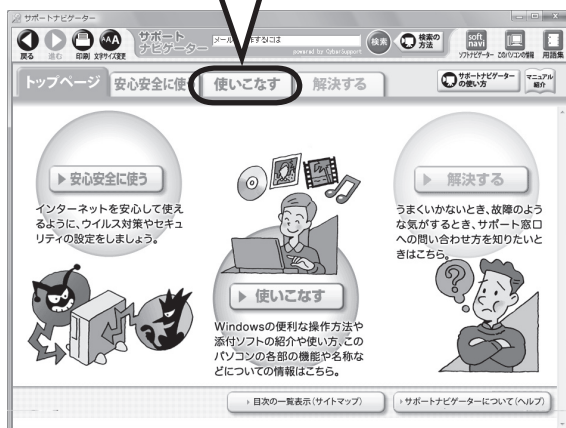 サポートナビゲーター
戻る
進む
印刷
文字サイズ変更
サポート
ナビゲーター
powered by CyberSupport
検索
検索の
方法
soft
navi
ソフトナビゲーター
このパソコンの情報
用語集
トップページ
安心安全に使
使いこなす
解決する
サポートナビゲーター
の使い方
マニュアル
紹介
安心安全に使う
インターネットを安心して使え
るように、ウイルス対策やセキュ
リティの設定をしましょう。
使いこなす
Windowsの便利な操作方法や
添付ソフトの紹介や使い方、この
パソコンの各部の機能や名称な
どについての情報はこちら。
解決する
うまくいかないとき、故障のよう
な気がするとき、サポート窓口
への問い合わせ方を知りたいと
きはこちら。
目次の一覧表示(サイトマップ)
サポートナビゲーターについて(ヘルプ)